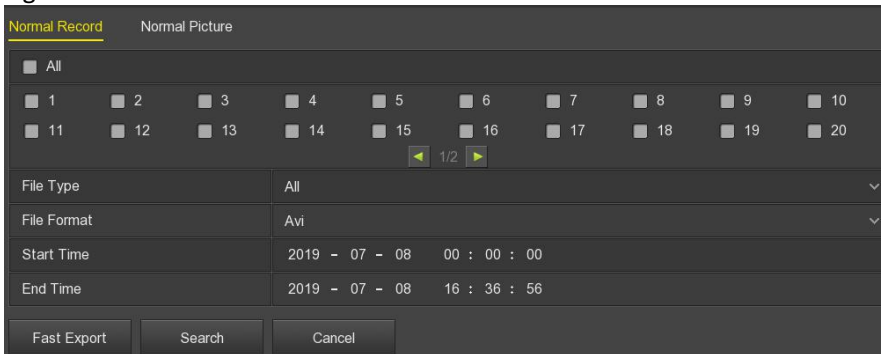 Normal Record Normal Picture
All
1 2 3 4 5 6 7 8 9 10
11 12 13 14 15 16 17 18 19 20
1/2
File Type All
File Format Avi
Start Time 2019 - 07 - 08 00 : 00 : 00
End Time 2019 - 07 - 08 16 : 36 : 56
Fast Export Search Cancel